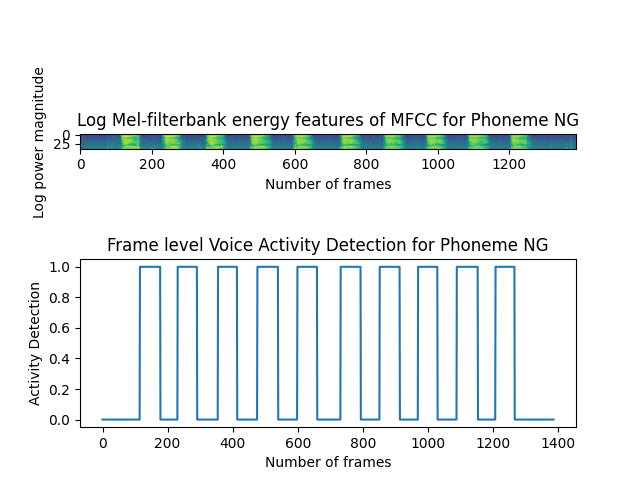 Log Mel-filterbank energy features of MFCC for Phoneme NG
Log power magnitude
0
25
0 200 400 600 800 1000 1200
Number of frames
Frame level Voice Activity Detection for Phoneme NG
Activity Detection
1.0
0.8
0.6
0.4
0.2
0.0
0 200 400 600 800 1000 1200 1400
Number of frames